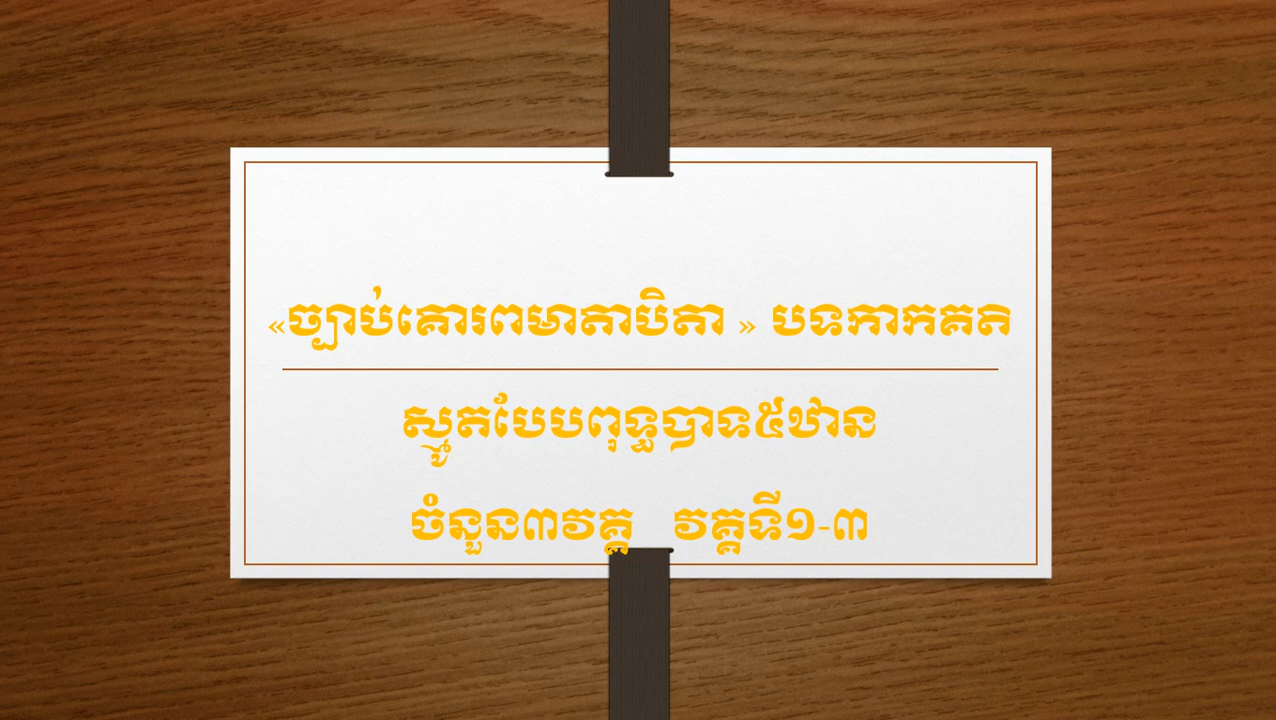 «ច្បាប់គោរពមាតាបិតា » បទកាកគតិ
ស្មូតបែបពុទ្ធបាទ៥ឋាន
ចំនួន៣វគ្គ វគ្គទី១-៣